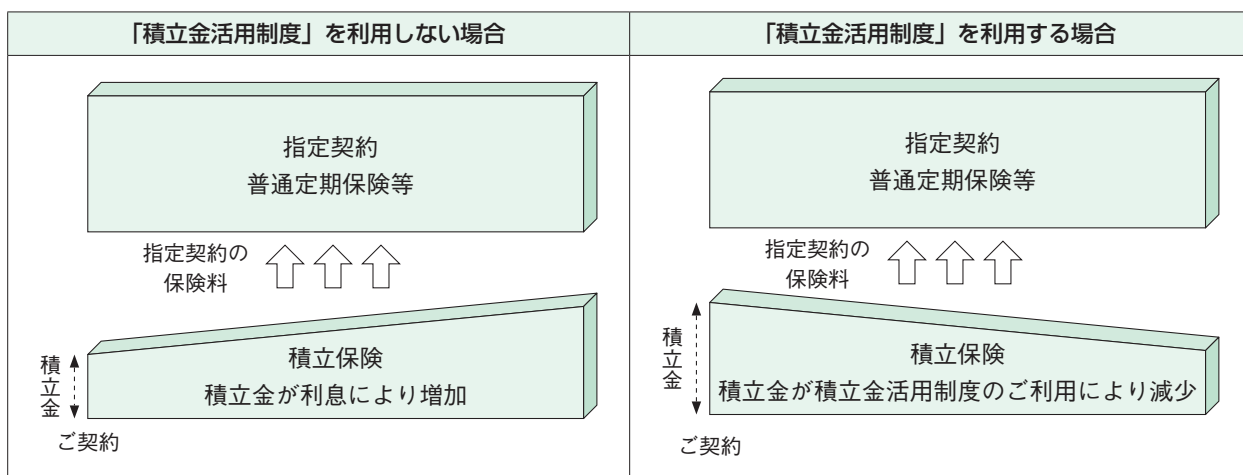 「積立金活用制度」を利用しない場合
指定契約
普通定期保険等
指定契約の
保険料
積立金
積立保険
積立金が利息により増加
ご契約
「積立金活用制度」を利用する場合
指定契約
普通定期保険等
指定契約の
保険料
積立金
積立保険
積立金が積立金活用制度のご利用により減少
ご契約